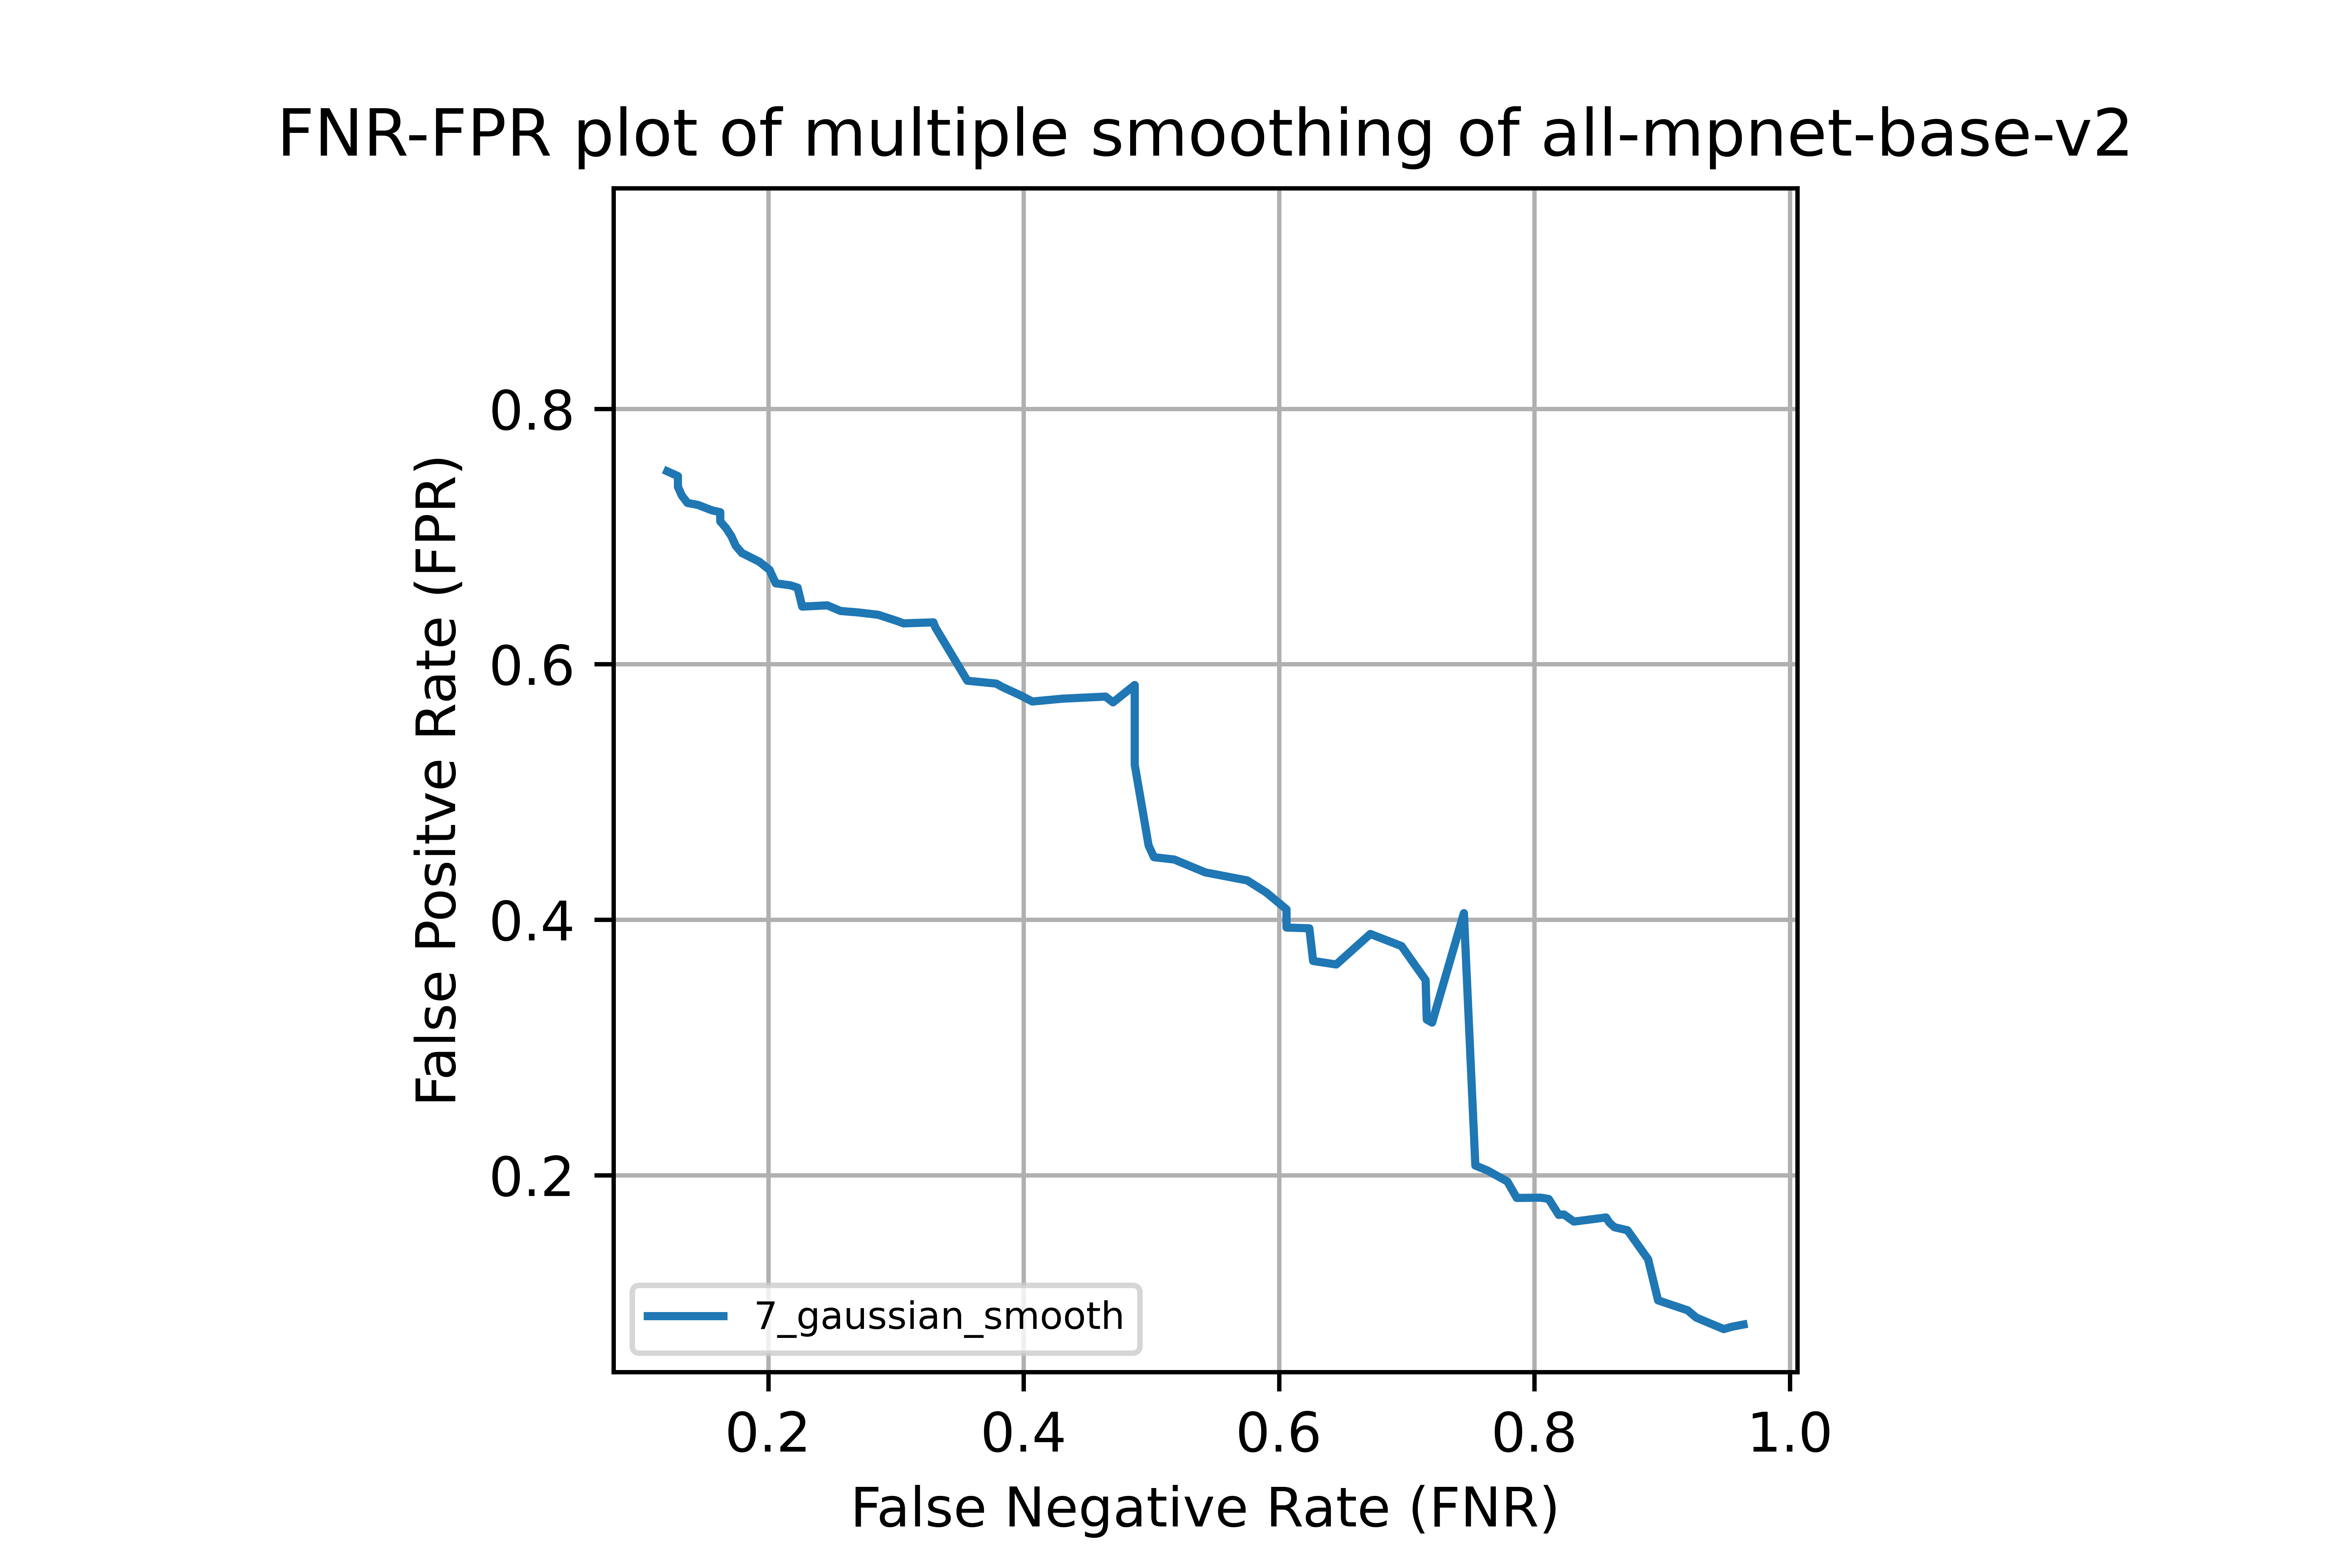 FNR-FPR plot of multiple smoothing of all-mpnet-base-v2
False Positve Rate (FPR)
0.8
0.6
0.4
0.2
7_gaussian_smooth
0.2 0.4 0.6 0.8 1.0
False Negative Rate (FNR)